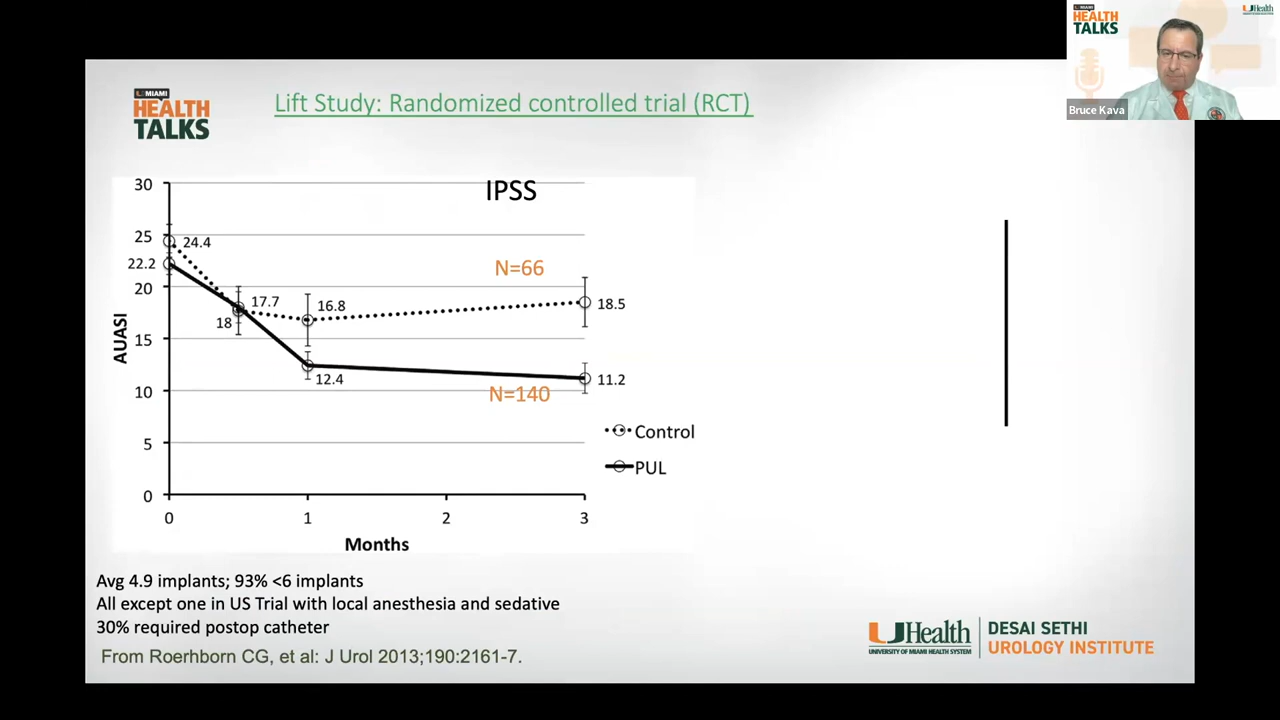 U MIAMI
HEALTH
TALKS
UHealth
Bruce Kava
U MIAMI
HEALTH
TALKS
Lift Study: Randomized controlled trial (RCT)
IPSS
30
25
20
15
10
5
0
AUASI
24.4
22.2
17.7
18
16.8
12.4
18.5
11.2
N=66
N=140
Control
PUL
0 1 2 3
Months
Avg 4.9 implants; 93% <6 implants
All except one in US Trial with local anesthesia and sedative
30% required postop catheter
From Roerhborn CG, et al: J Urol 2013;190:2161-7.
UHealth
UNIVERSITY OF MIAMI HEALTH SYSTEM
DESAI SETHI
UROLOGY INSTITUTE